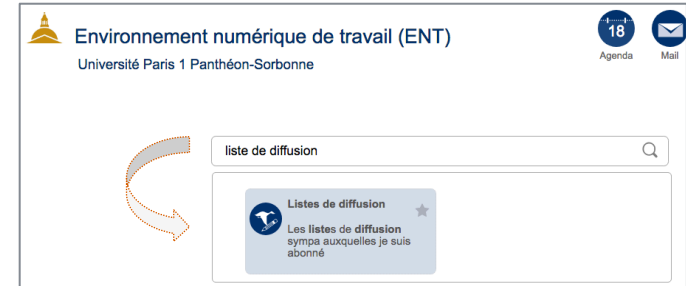 Environnement numérique de travail (ENT)
Université Paris 1 Panthéon-Sorbonne
18
Agenda
Mail
liste de diffusion
Listes de diffusion
Les listes de diffusion
sympa auxquelles je suis
abonné